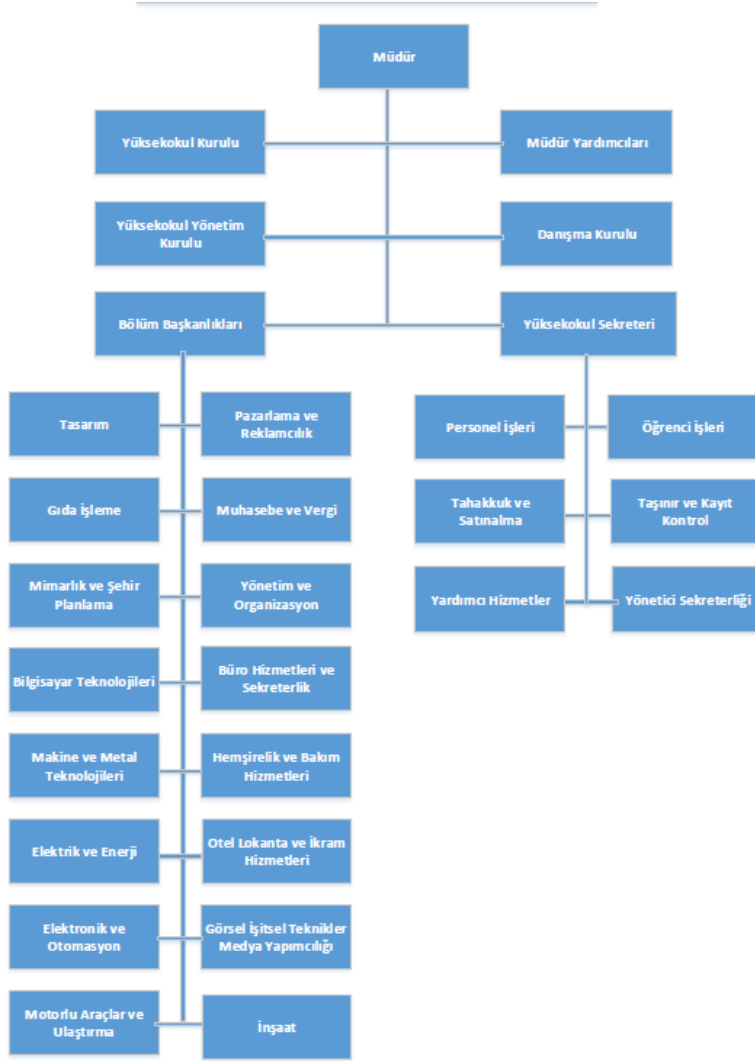 Müdür
Yüksekokul Kurulu
Müdür Yardımcıları
Yüksekokul Yönetim
Kurulu
Danışma Kurulu
Bölüm Başkanlıkları
Yüksekokul Sekreteri
Tasarım
Pazarlama ve
Reklamcılık
Gıda İşleme
Muhasebe ve Vergi
Mimarlık ve Şehir
Planlama
Yönetim ve
Organizasyon
Bilgisayar Teknolojileri
Büro Hizmetleri ve
Sekreterlik
Makine ve Metal
Teknolojileri
Hemşirelik ve Bakım
Hizmetleri
Elektrik ve Enerji
Otel Lokanta ve İkram
Hizmetleri
Elektronik ve
Otomasyon
Görsel İşitsel Teknikler
Medya Yapımcılığı
Motorlu Araçlar ve
Ulaştırma
İnşaat
Personel İşleri
Öğrenci İşleri
Tahakkuk ve
Satınalma
Taşınır ve Kayıt
Kontrol
Yardımcı Hizmetler
Yönetici Sekreterliği